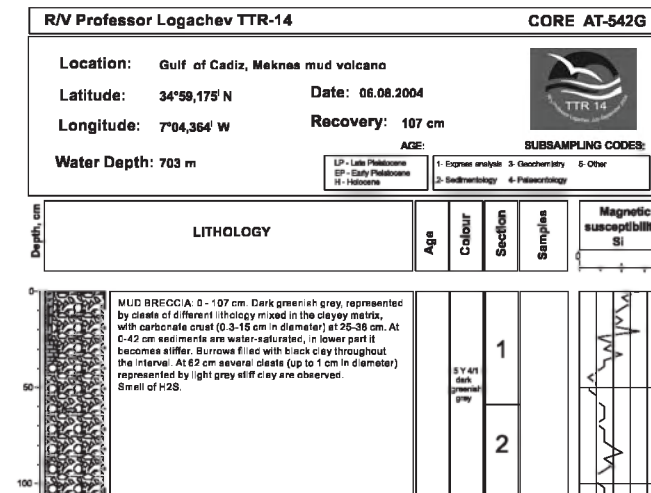 R/V Professor Logachev TTR-14 CORE AT-542G
Location: Gulf of Cadiz, Meknes mud volcano
Latitude: 34°59,175' N Date: 06.08.2004
Longitude: 7°04,364' W Recovery: 107 cm
Water Depth: 703 m
TTR 14
AGE: SUBSAMPLING CODES:
LP - Late Pleistocene
EP - Early Pleistocene
H - Holocene
1- Express analysis 3- Geochemistry 5- Other
2- Sedimentology 4- Palaeontology
Depth, cm
LITHOLOGY
Age
Colour
Section
Samples
Magnetic
susceptibilit
Si
0
MUD BRECCIA: 0 - 107 cm. Dark greenish grey, represented
by clasts of different lithology mixed in the clayey matrix,
with carbonate crust (0.3-15 cm in diameter) at 25-36 cm. At
0-42 cm sediments are water-saturated, in lower part it
becomes stiffer. Burrows filled with black clay throughout
the interval. At 62 cm several clasts (up to 1 cm in diameter)
represented by light grey stiff clay are observed.
Smell of H2S.
5 Y 4/1
dark
greenish
grey
1
50
2
100